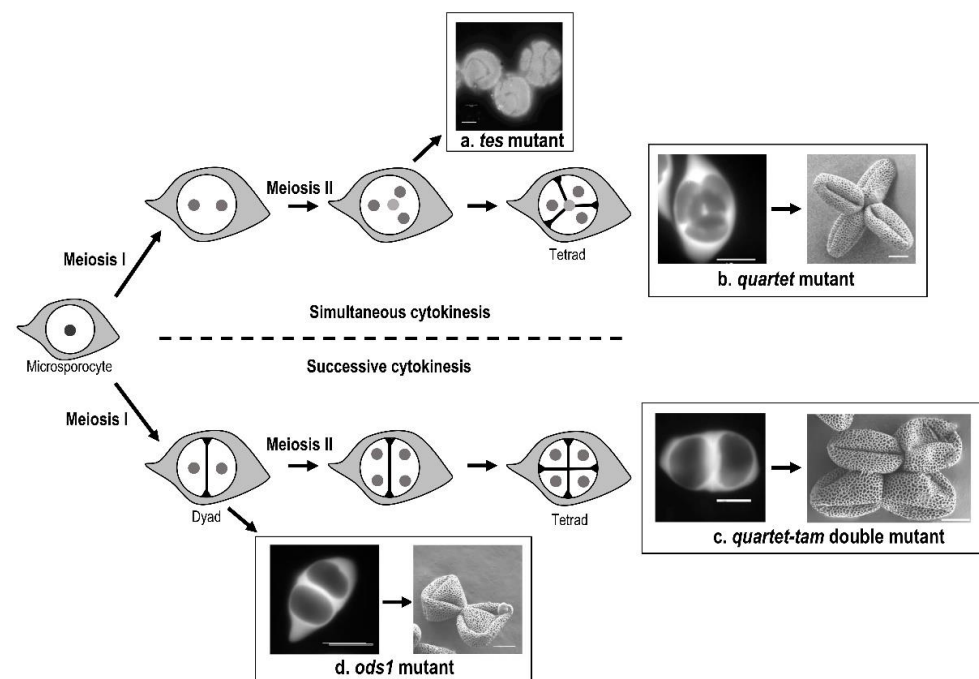 a. tes mutant
Meiosis II
Tetrad
b. quartet mutant
Meiosis I
Simultaneous cytokinesis
Microsporocyte
Successive cytokinesis
Meiosis I
Meiosis II
Dyad
Tetrad
c. quartet-tam double mutant
d. ods1 mutant